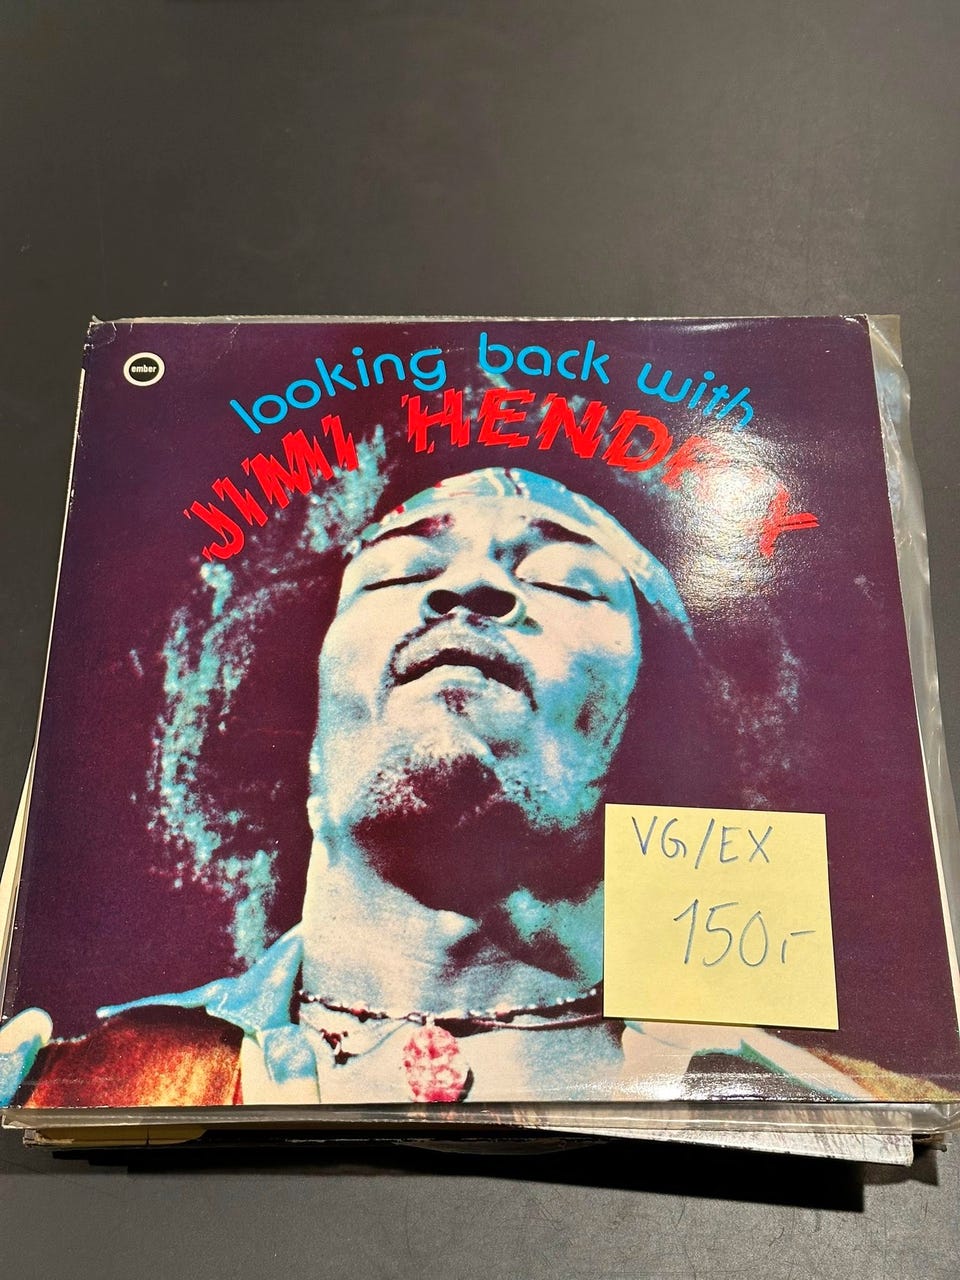 ember
looking back with
JIMI HENDRIX
VG/EX
150,-